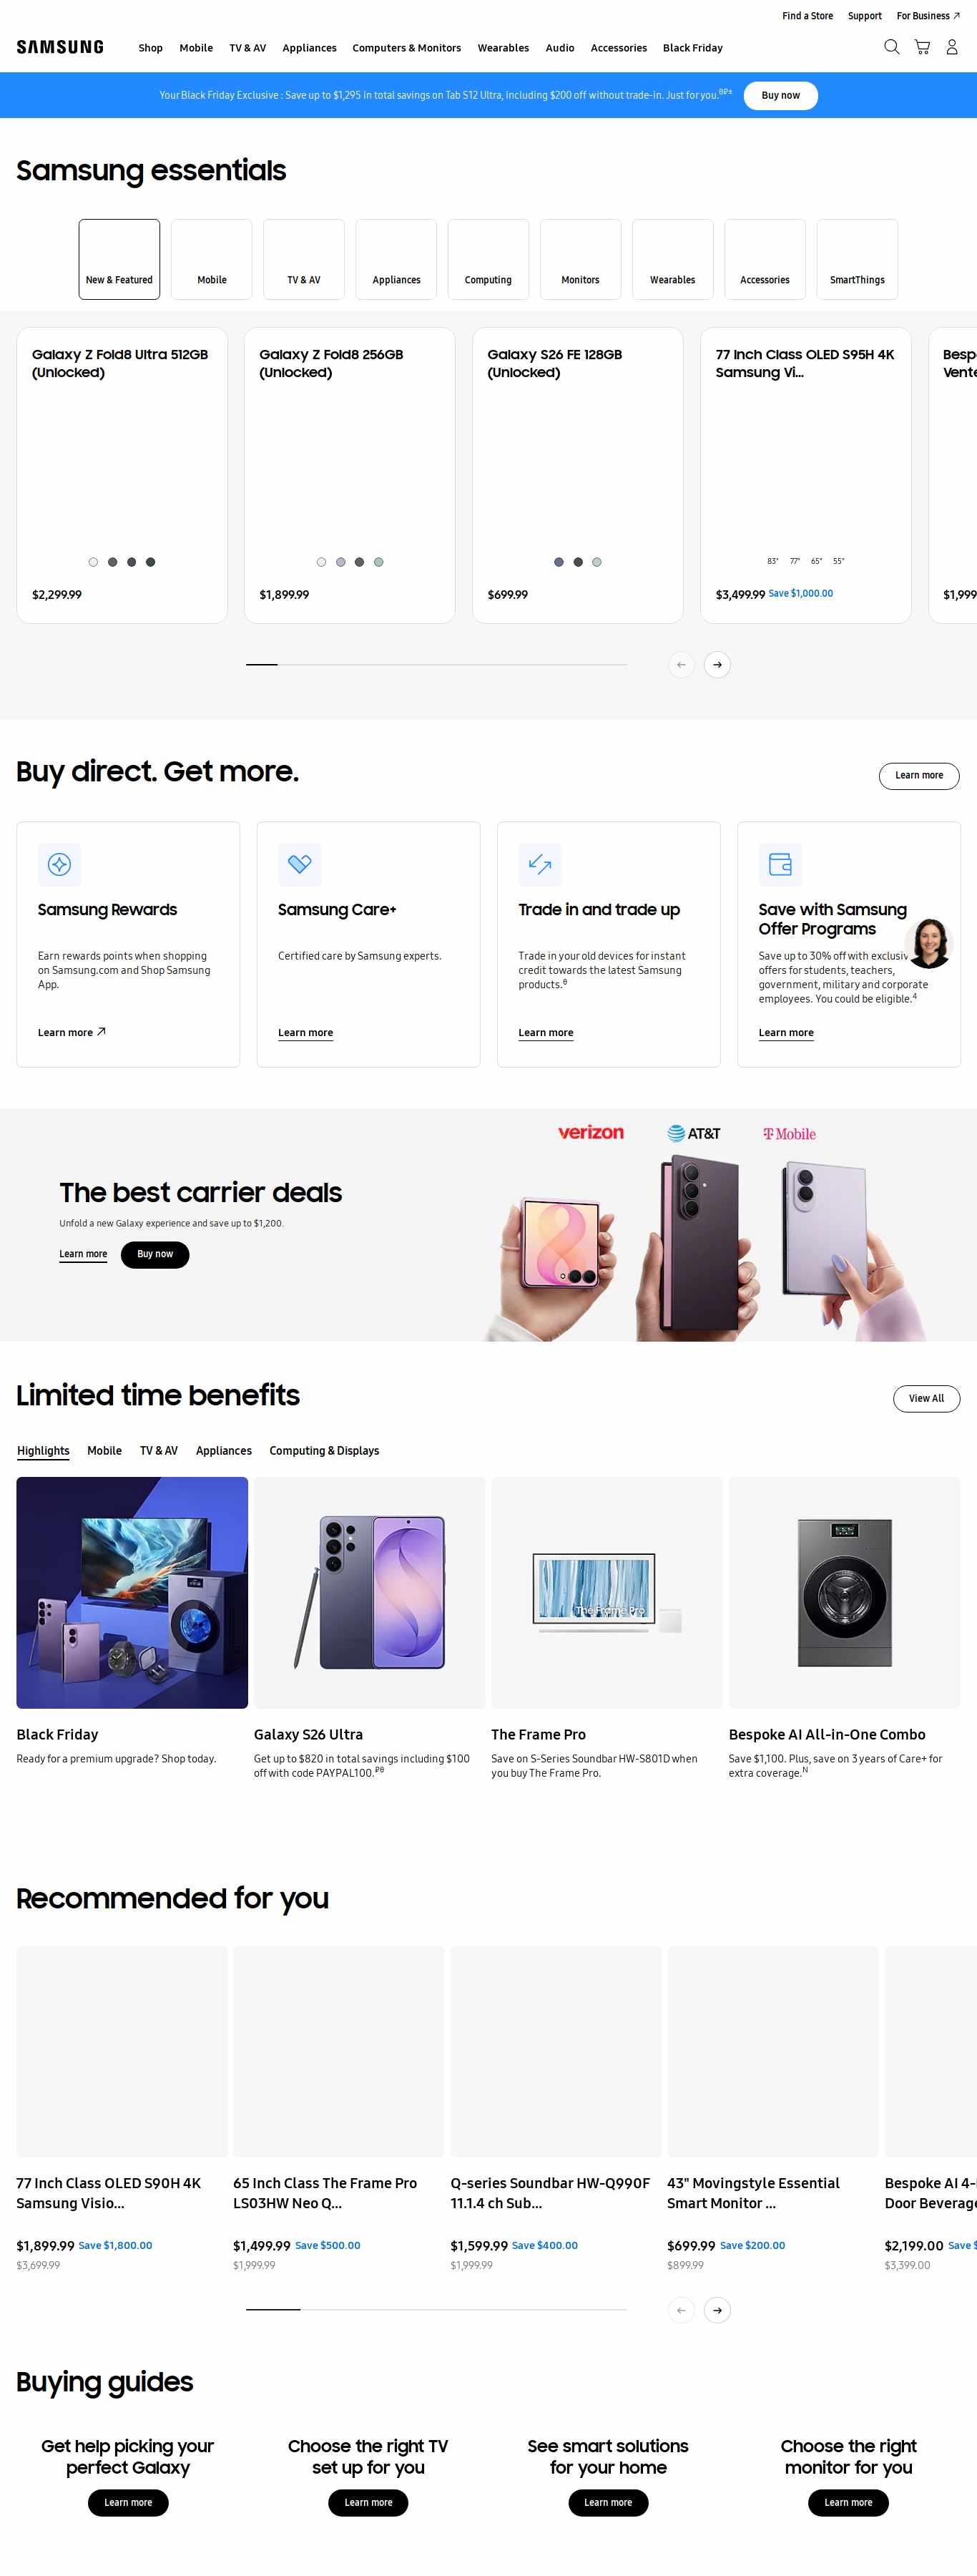 Find a Store Support For Business
SAMSUNG Shop Mobile TV & AV Appliances Computers & Monitors Wearables Audio Accessories Black Friday
Your Black Friday Exclusive : Save up to $1,295 in total savings on Tab S12 Ultra, including $200 off without trade-in. Just for you. Buy now
Samsung essentials
New & Featured Mobile TV & AV Appliances Computing Monitors Wearables Accessories SmartThings
Galaxy Z Fold8 Ultra 512GB
(Unlocked)
$2,299.99
Galaxy Z Fold8 256GB
(Unlocked)
$1,899.99
Galaxy S26 FE 128GB
(Unlocked)
$699.99
77 Inch Class OLED S95H 4K
Samsung Vi...
83" 77" 65" 55"
$3,499.99 Save $1,000.00
Besp
Vente
$1,999
Buy direct. Get more.
Learn more
Samsung Rewards
Earn rewards points when shopping
on Samsung.com and Shop Samsung
App.
Learn more
Samsung Care+
Certified care by Samsung experts.
Learn more
Trade in and trade up
Trade in your old devices for instant
credit towards the latest Samsung
products.θ
Learn more
Save with Samsung
Offer Programs
Save up to 30% off with exclusiv
offers for students, teachers,
government, military and corporate
employees. You could be eligible.4
Learn more
verizon AT&T T Mobile
The best carrier deals
Unfold a new Galaxy experience and save up to $1,200.
Learn more Buy now
Limited time benefits
View All
Highlights Mobile TV & AV Appliances Computing & Displays
The Frame Pro
Black Friday
Ready for a premium upgrade? Shop today.
Galaxy S26 Ultra
Get up to $820 in total savings including $100
off with code PAYPAL100.₽θ
The Frame Pro
Save on S-Series Soundbar HW-S801D when
you buy The Frame Pro.
Bespoke AI All-in-One Combo
Save $1,100. Plus, save on 3 years of Care+ for
extra coverage.N
Recommended for you
77 Inch Class OLED S90H 4K
Samsung Visio...
$1,899.99 Save $1,800.00
$3,699.99
65 Inch Class The Frame Pro
LS03HW Neo Q...
$1,499.99 Save $500.00
$1,999.99
Q-series Soundbar HW-Q990F
11.1.4 ch Sub...
$1,599.99 Save $400.00
$1,999.99
43" Movingstyle Essential
Smart Monitor ...
$699.99 Save $200.00
$899.99
Bespoke AI 4-
Door Beverage
$2,199.00 Save $
$3,399.00
Buying guides
Get help picking your
perfect Galaxy
Learn more
Choose the right TV
set up for you
Learn more
See smart solutions
for your home
Learn more
Choose the right
monitor for you
Learn more